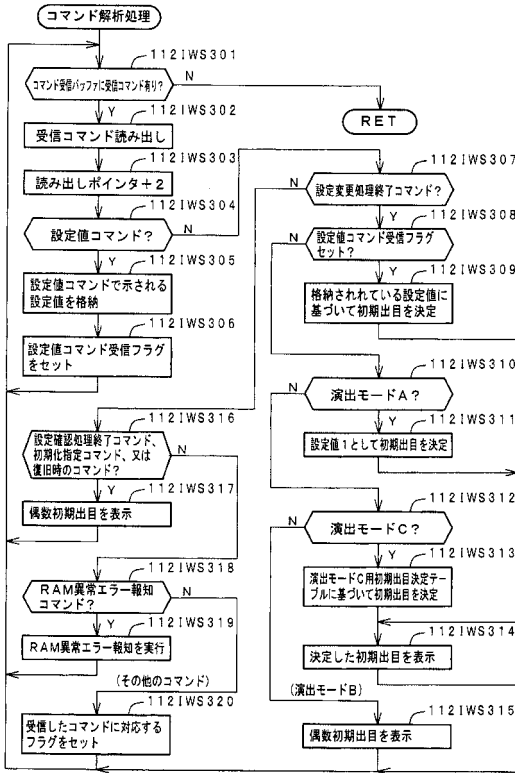 コマンド解析処理
112IWS301
コマンド受信バッファに受信コマンド有り?
N
Y
RET
112IWS302
受信コマンド読み出し
112IWS303
読み出しポインタ+2
112IWS304
設定値コマンド?
N
Y
112IWS305
設定値コマンドで示される
設定値を格納
112IWS306
設定値コマンド受信フラグ
をセット
112IWS307
設定変更処理終了コマンド?
N
Y
112IWS308
設定値コマンド受信フラグ
セット?
N
Y
112IWS309
格納されれている設定値に
基づいて初期出目を決定
112IWS310
演出モードA?
N
Y
112IWS311
設定値1として初期出目を決定
112IWS312
演出モードC?
N
Y
112IWS313
演出モードC用初期出目決定テー
ブルに基づいて初期出目を決定
112IWS314
決定した初期出目を表示
(演出モードB)
112IWS315
偶数初期出目を表示
112IWS316
設定確認処理終了コマンド、
初期化指定コマンド、又は
復旧時のコマンド?
N
Y
112IWS317
偶数初期出目を表示
112IWS318
RAM異常エラー報知
コマンド?
N
Y
112IWS319
RAM異常エラー報知を実行
(その他のコマンド)
112IWS320
受信したコマンドに対応する
フラグをセット